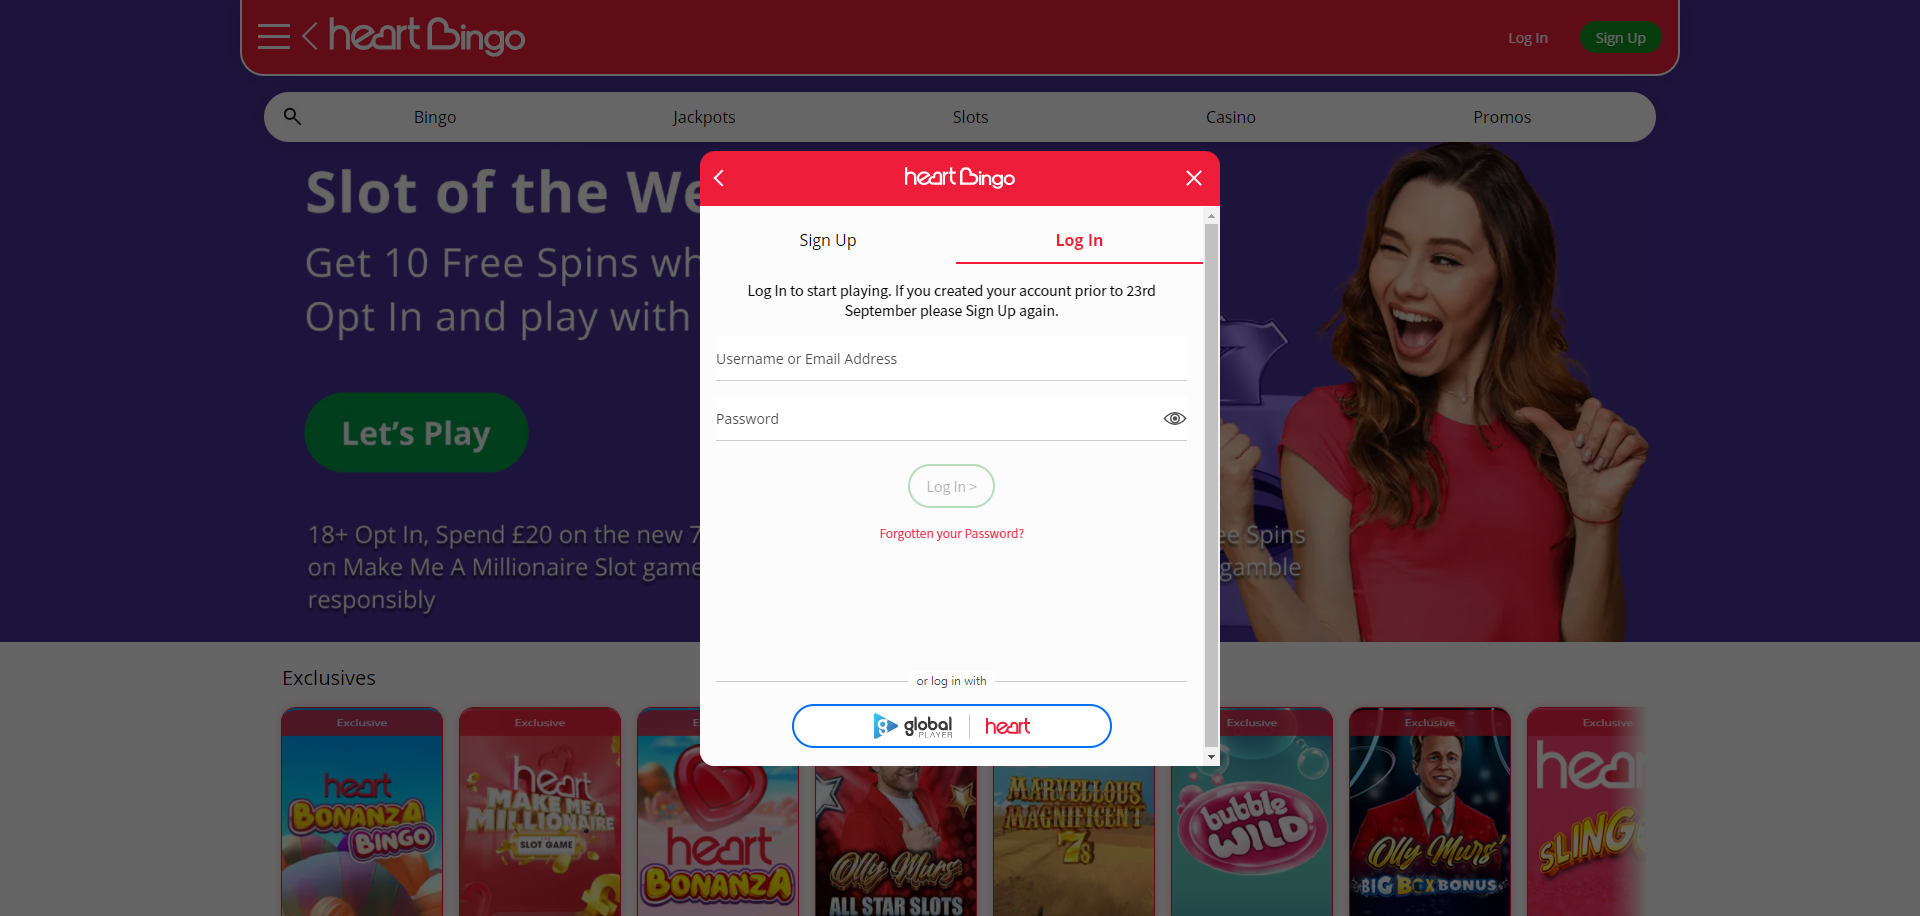 heart Bingo
Log In
Sign Up
Bingo
Jackpots
Slots
Casino
Promos
Slot of the We
Get 10 Free Spins wh
Opt In and play with
Let's Play
18+ Opt In, Spend £20 on the new 7
ee Spins
on Make Me A Millionaire Slot game
gamble
responsibly
heart Bingo
Sign Up
Log In
Log In to start playing. If you created your account prior to 23rd
September please Sign Up again.
Username or Email Address
Password
Log In >
Forgotten your Password?
or log in with
global PLAYER
heart
Exclusives
Exclusive
heart
BONANZA
BINGO
Exclusive
heart
MAKE ME A
MILLIONAIRE
SLOT GAME
heart
BONANZA
Olly Murs
ALL STAR SLOTS
MARVELLOUS
MAGNIFICENT
7s
Exclusive
bubble
WILD
Exclusive
Olly Murs'
BIG BOX BONUS
Exclusive
hea
SLING